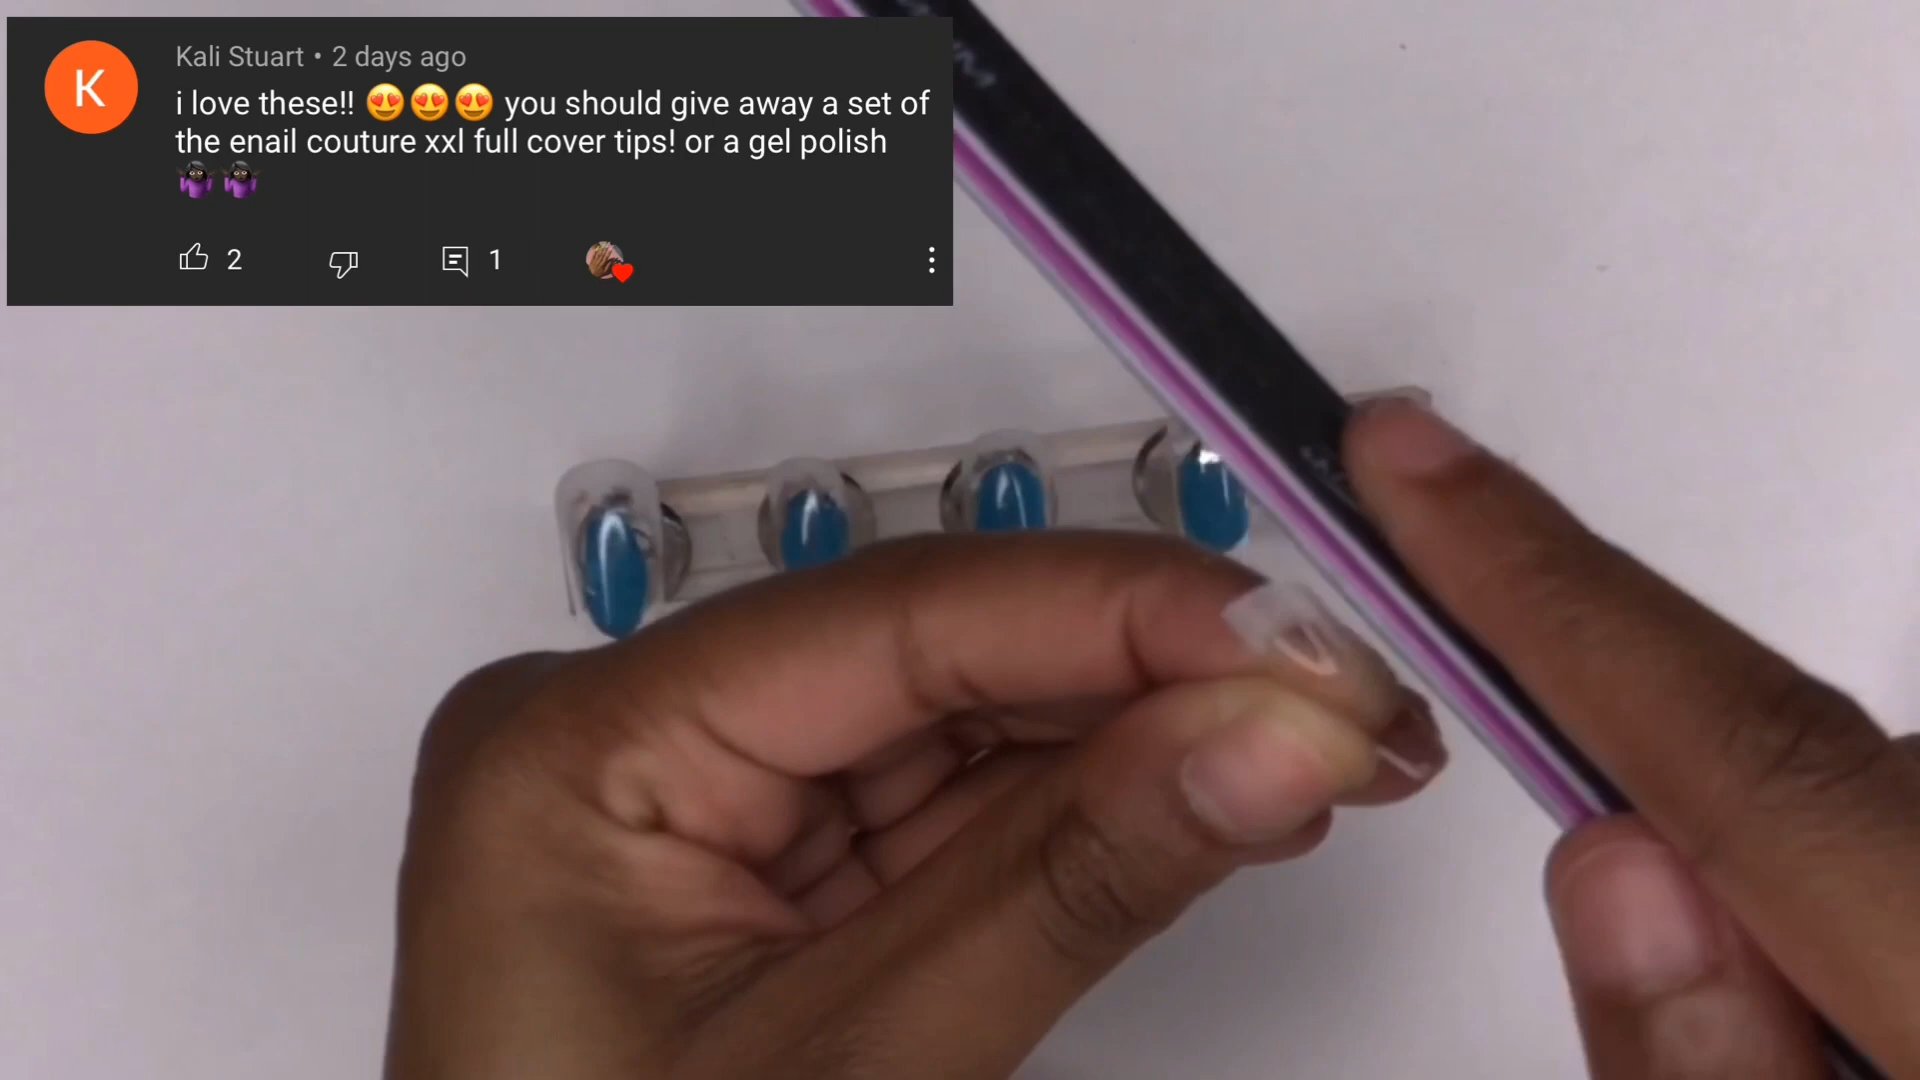 Kali Stuart • 2 days ago
i love these!! 😍😍😍 you should give away a set of
the enail couture xxl full cover tips! or a gel polish
🤷🏿‍♀️🤷🏿‍♀️
K
2
1